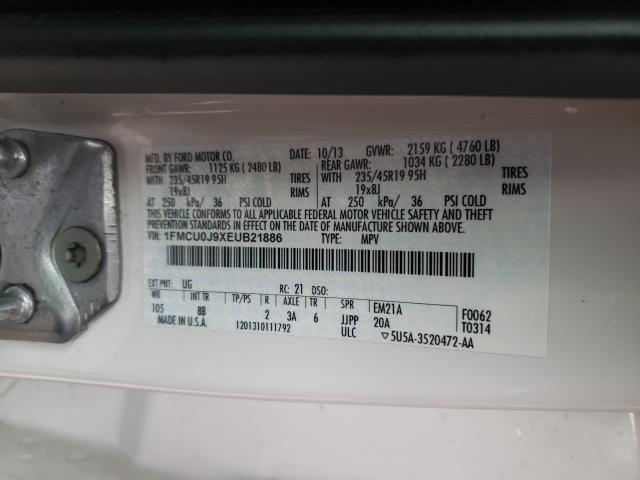 MFD. BY FORD MOTOR CO.
DATE: 10/13 GVWR: 2159 KG ( 4760 LB)
FRONT GAWR: 1125 KG ( 2480 LB) REAR GAWR: 1034 KG ( 2280 LB)
WITH 235/45R19 95H TIRES WITH 235/45R19 95H TIRES
19x8J RIMS 19x8J RIMS
AT 250 kPa/ 36 PSI COLD AT 250 kPa/ 36 PSI COLD
THIS VEHICLE CONFORMS TO ALL APPLICABLE FEDERAL MOTOR VEHICLE SAFETY AND THEFT
PREVENTION STANDARDS IN EFFECT ON THE DATE OF MANUFACTURE SHOWN ABOVE.
VIN: 1FMCU0J9XEUB21886 TYPE: MPV
EXT PNT: UG RC: 21 DSO:
WB INT TR TP/PS R AXLE TR SPR EM21A F0062
105 BB 2 3A 6 JJPP 20A T0314
MADE IN U.S.A. 1201310111792 ULC ▽5U5A-3520472-AA